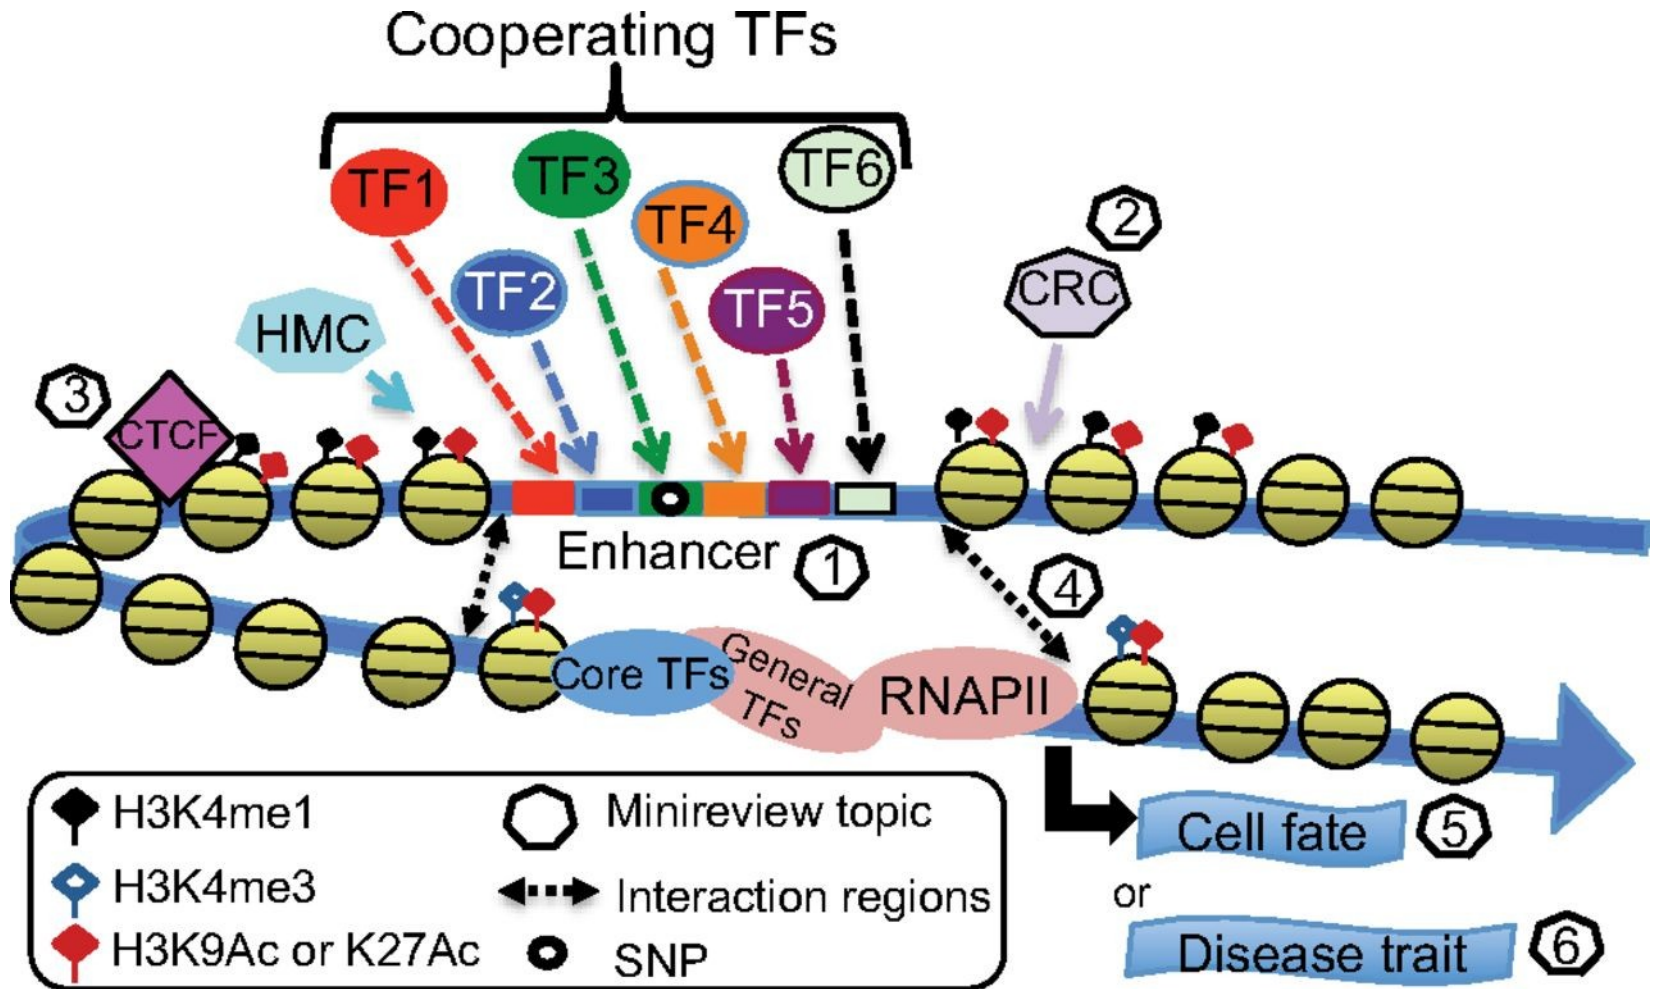 Cooperating TFs
TF1
TF3
TF6
TF4
TF2
TF5
2
CRC
HMC
3
CTCF
Enhancer
1
4
Core TFs
General
TFs
RNAPII
H3K4me1
H3K4me3
H3K9Ac or K27Ac
Minireview topic
Interaction regions
SNP
Cell fate
5
or
Disease trait
6